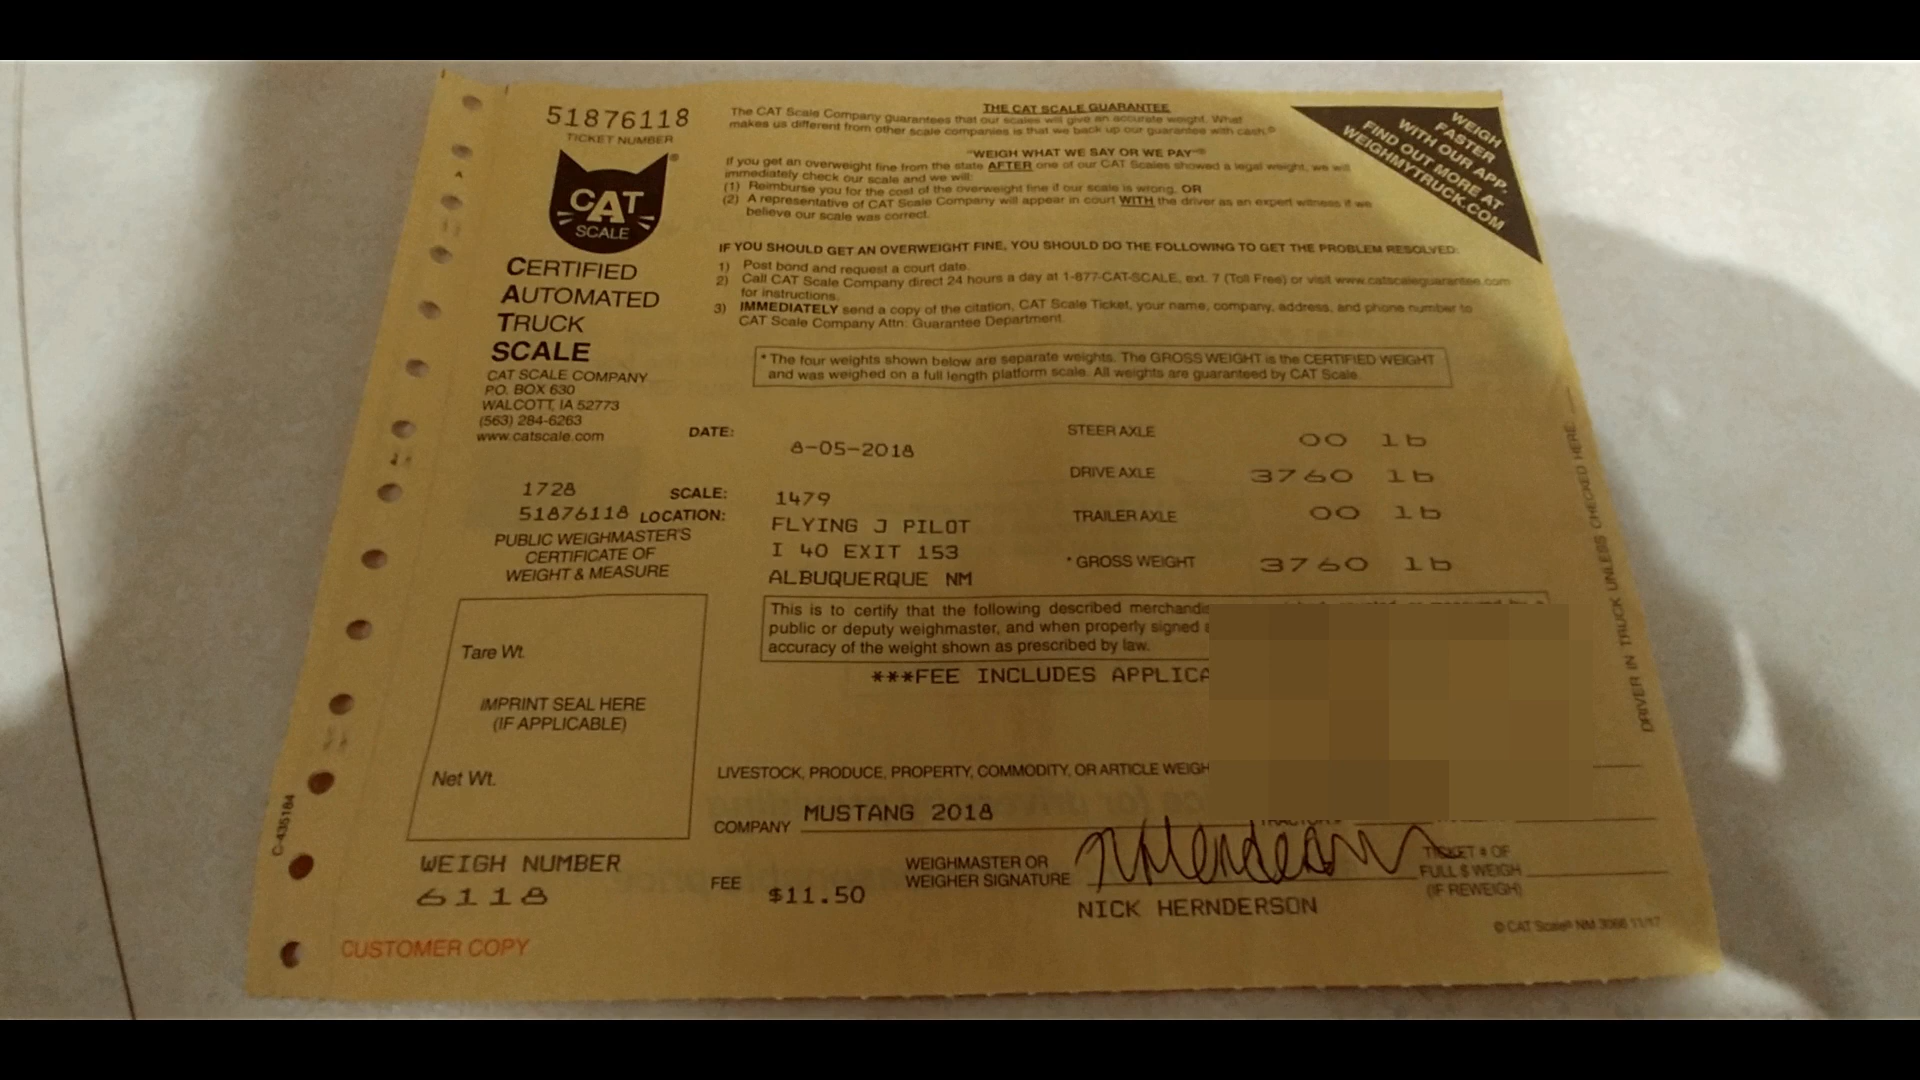 51876118
TICKET NUMBER
CAT
SCALE
CERTIFIED
AUTOMATED
TRUCK
SCALE
CAT SCALE COMPANY
P.O. BOX 630
WALCOTT, IA 52773
(563) 284-6263
www.catscale.com
THE CAT SCALE GUARANTEE
The CAT Scale Company guarantees that our scales will give an accurate weight. What
makes us different from other scale companies is that we back up our guarantee with cash.®
"WEIGH WHAT WE SAY OR WE PAY"®
If you get an overweight fine from the state AFTER one of our CAT Scales showed a legal weight, we will
immediately check our scale and we will:
(1) Reimburse you for the cost of the overweight fine if our scale is wrong, OR
(2) A representative of CAT Scale Company will appear in court WITH the driver as an expert witness if we
believe our scale was correct.
WEIGH
FASTER
WITH OUR APP.
FIND OUT MORE AT
WEIGHMYTRUCK.COM
IF YOU SHOULD GET AN OVERWEIGHT FINE, YOU SHOULD DO THE FOLLOWING TO GET THE PROBLEM RESOLVED:
1) Post bond and request a court date.
2) Call CAT Scale Company direct 24 hours a day at 1-877-CAT-SCALE, ext. 7 (Toll Free) or visit www.catscaleguarantee.com
for instructions.
3) IMMEDIATELY send a copy of the citation, CAT Scale Ticket, your name, company, address, and phone number to
CAT Scale Company Attn: Guarantee Department.
* The four weights shown below are separate weights. The GROSS WEIGHT is the CERTIFIED WEIGHT
and was weighed on a full length platform scale. All weights are guaranteed by CAT Scale.
DATE: 8-05-2018
STEER AXLE 00 lb
DRIVE AXLE 3760 lb
TRAILER AXLE 00 lb
* GROSS WEIGHT 3760 lb
1728
51876118
SCALE: 1479
LOCATION: FLYING J PILOT
I 40 EXIT 153
ALBUQUERQUE NM
PUBLIC WEIGHMASTER'S
CERTIFICATE OF
WEIGHT & MEASURE
Tare Wt.
IMPRINT SEAL HERE
(IF APPLICABLE)
Net Wt.
This is to certify that the following described
public or deputy weighmaster, and when properly signed
accuracy of the weight shown as prescribed by law.
***FEE INCLUDES
LIVESTOCK, PRODUCE, PROPERTY, COMMODITY, OR ARTICLE
COMPANY MUSTANG 2018
DRIVER IN TRUCK UNLESS CHECKED HERE:
WEIGH NUMBER
6118
FEE $11.50
WEIGHMASTER OR
WEIGHER SIGNATURE
NICK HERNDERSON
TICKET # OF
FULL $ WEIGH
(IF REWEIGH)
© CAT Scale® NM 3066 11/17
C-435184
CUSTOMER COPY